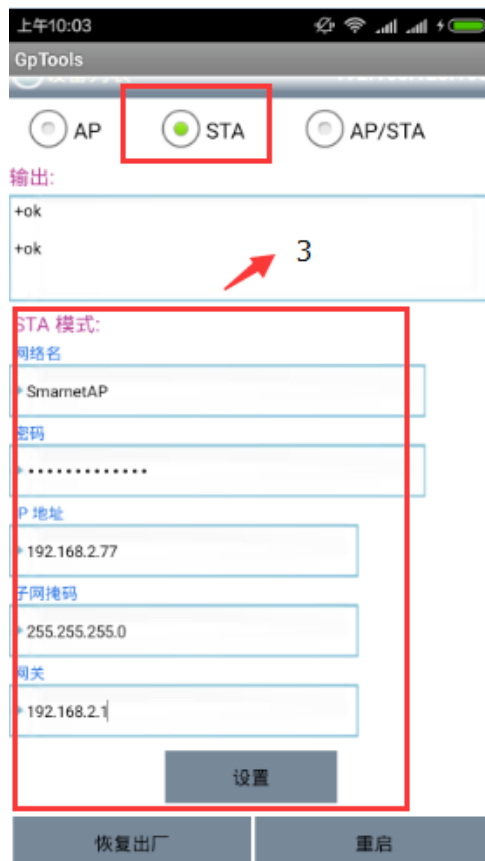 上午10:03
GpTools
AP
STA
AP/STA
输出:
+ok
+ok
3
STA 模式:
网络名
SmarnetAP
密码
•••••••••••••
IP 地址
192.168.2.77
子网掩码
255.255.255.0
网关
192.168.2.1
设置
恢复出厂
重启